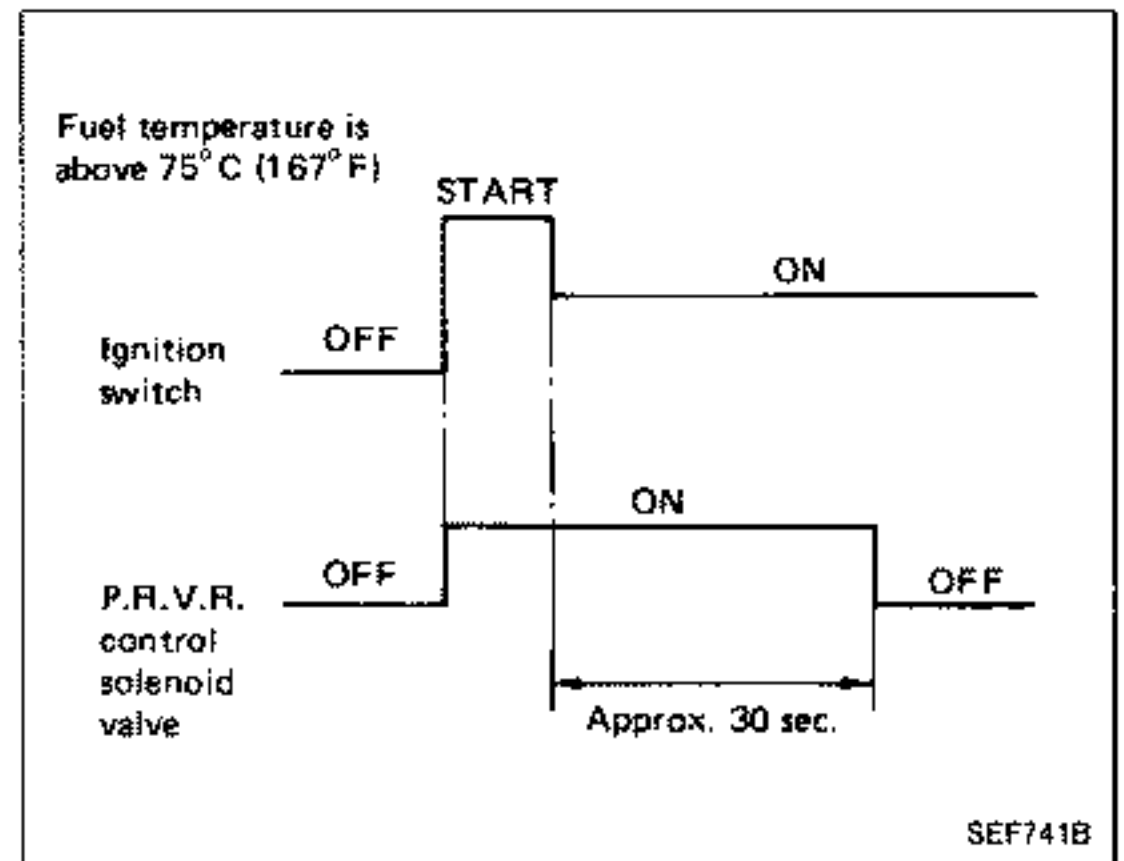 Fuel temperature is
above 75°C (167°F)
START
ON
OFF
Ignition
switch
ON
OFF
OFF
P.R.V.R.
control
solenoid
valve
Approx. 30 sec.
SEF741B